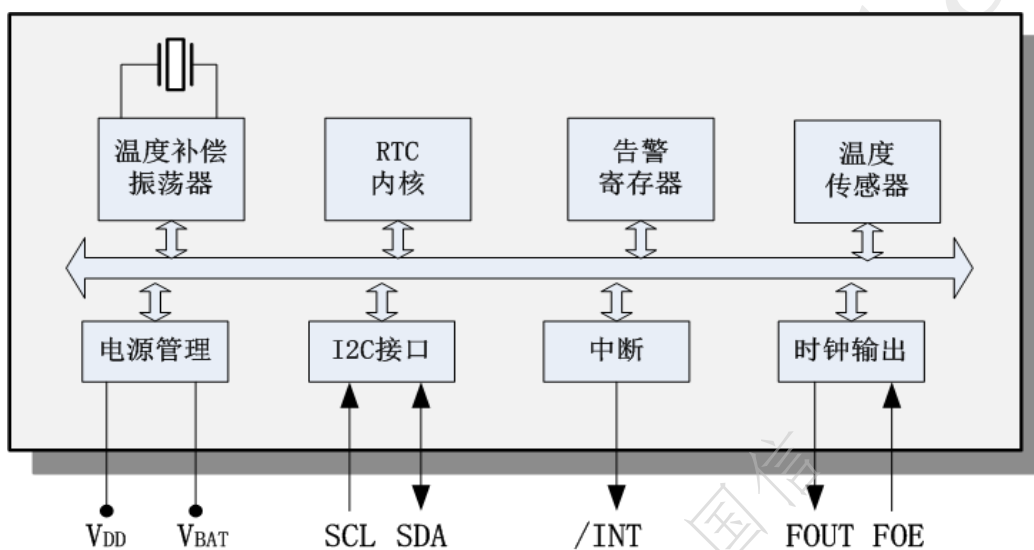 温度补偿
振荡器
RTC
内核
告警
寄存器
温度
传感器
电源管理
I2C接口
中断
时钟输出
VDD
VBAT
SCL
SDA
/INT
FOUT
FOE
国信